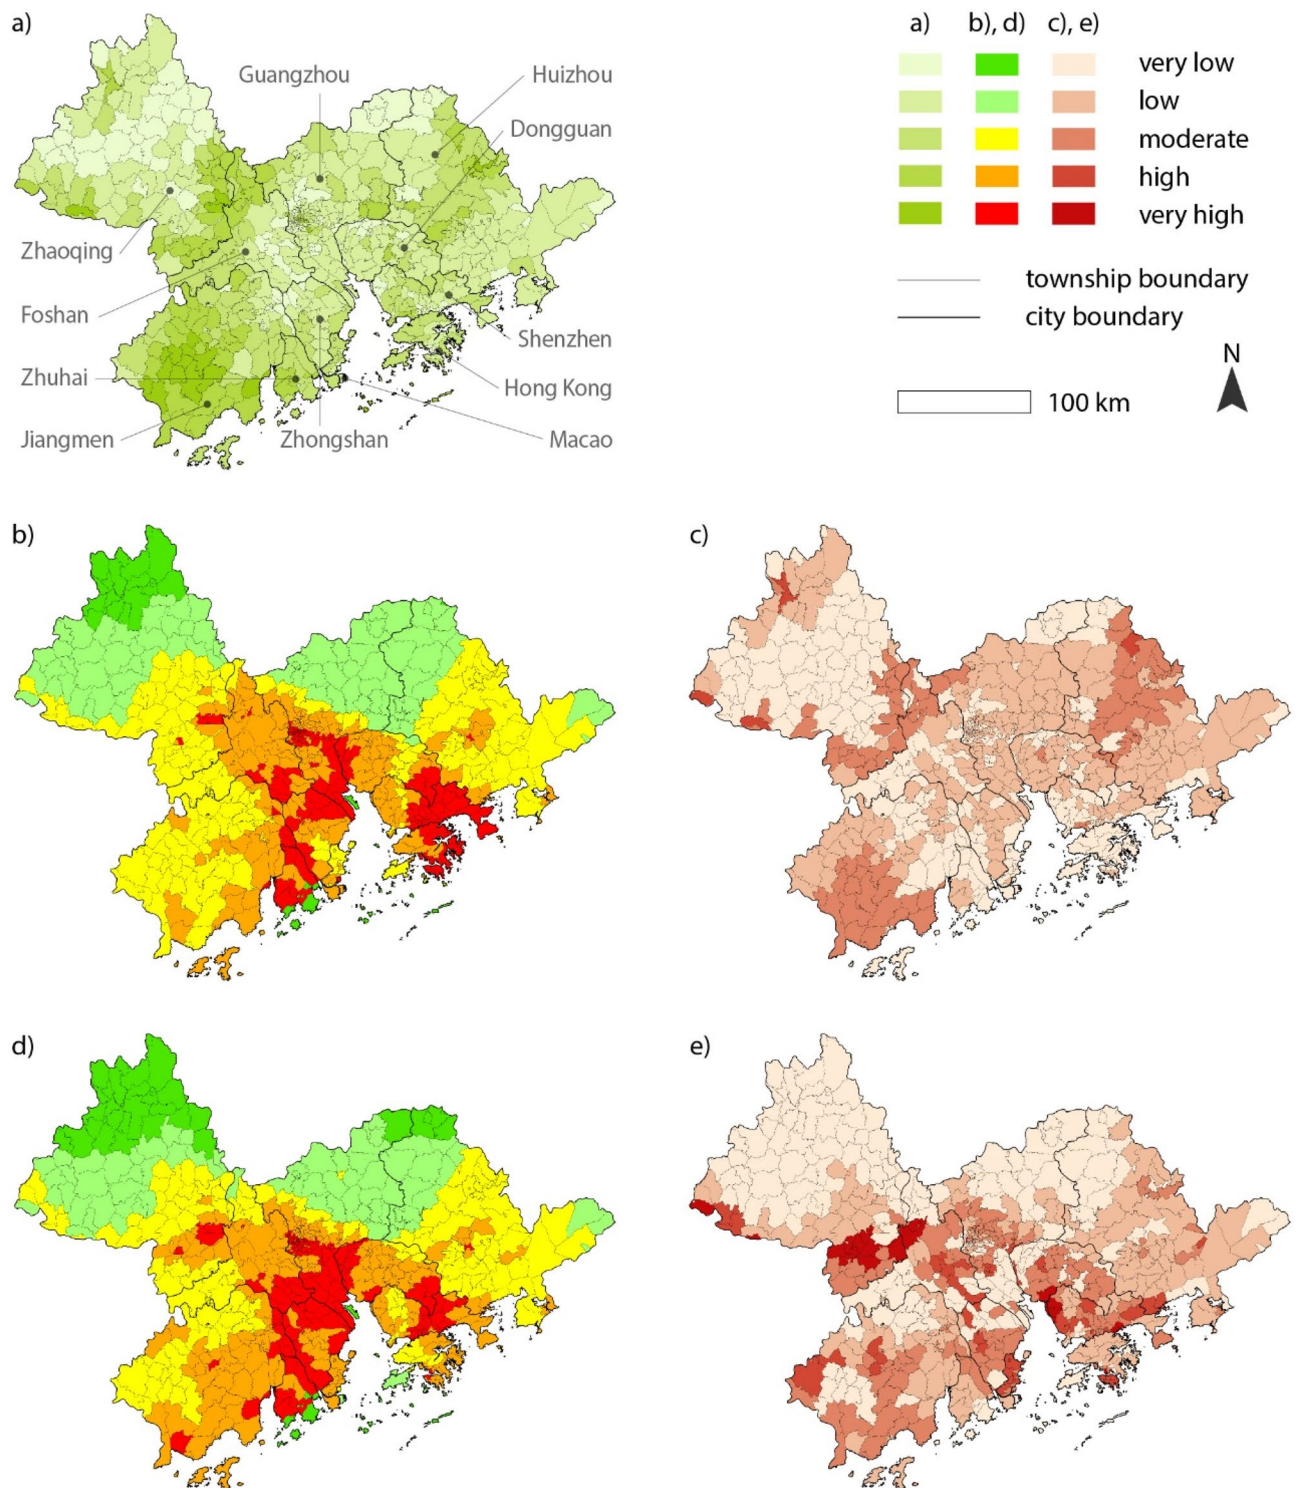 a)
Guangzhou
Huizhou
Dongguan
Zhaoqing
Foshan
Shenzhen
Zhuhai
Hong Kong
Jiangmen
Zhongshan
Macao
a) b), d) c), e)
very low
low
moderate
high
very high
township boundary
city boundary
N
100 km
b)
c)
d)
e)